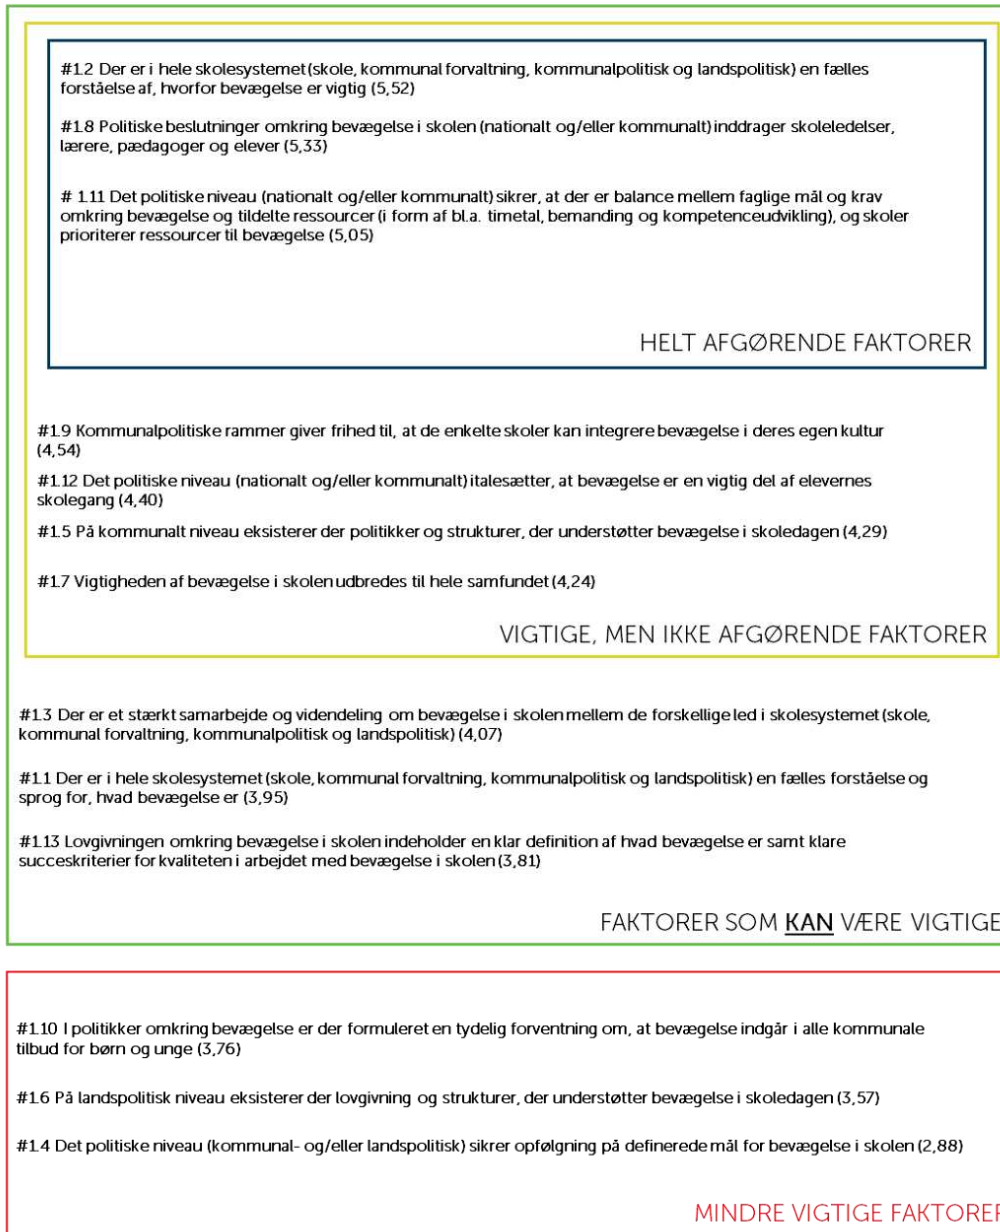 #1.2 Der er i hele skolesystemet (skole, kommunal forvaltning, kommunalpolitisk og landspolitisk) en fælles
forståelse af, hvorfor bevægelse er vigtig (5,52)
#1.8 Politiske beslutninger omkring bevægelse i skolen (nationalt og/eller kommunalt) inddrager skoleledelser,
lærere, pædagoger og elever (5,33)
# 1.11 Det politiske niveau (nationalt og/eller kommunalt) sikrer, at der er balance mellem faglige mål og krav
omkring bevægelse og tildelte ressourcer (i form af bl.a. timetal, bemanding og kompetenceudvikling), og skoler
prioriterer ressourcer til bevægelse (5,05)
HELT AFGØRENDE FAKTORER
#1.9 Kommunalpolitiske rammer giver frihed til, at de enkelte skoler kan integrere bevægelse i deres egen kultur
(4,54)
#1.12 Det politiske niveau (nationalt og/eller kommunalt) italesætter, at bevægelse er en vigtig del af elevernes
skolegang (4,40)
#1.5 På kommunalt niveau eksisterer der politikker og strukturer, der understøtter bevægelse i skoledagen (4,29)
#1.7 Vigtigheden af bevægelse i skolen udbredes til hele samfundet (4,24)
VIGTIGE, MEN IKKE AFGØRENDE FAKTORER
#1.3 Der er et stærkt samarbejde og videndeling om bevægelse i skolen mellem de forskellige led i skolesystemet (skole,
kommunal forvaltning, kommunalpolitisk og landspolitisk) (4,07)
#1.1 Der er i hele skolesystemet (skole, kommunal forvaltning, kommunalpolitisk og landspolitisk) en fælles forståelse og
sprog for, hvad bevægelse er (3,95)
#1.13 Lovgivningen omkring bevægelse i skolen indeholder en klar definition af hvad bevægelse er samt klare
succeskriterier for kvaliteten i arbejdet med bevægelse i skolen (3,81)
FAKTORER SOM KAN VÆRE VIGTIGE
#1.10 I politikker omkring bevægelse er der formuleret en tydelig forventning om, at bevægelse indgår i alle kommunale
tilbud for børn og unge (3,76)
#1.6 På landspolitisk niveau eksisterer der lovgivning og strukturer, der understøtter bevægelse i skoledagen (3,57)
#1.4 Det politiske niveau (kommunal- og/eller landspolitisk) sikrer opfølgning på definerede mål for bevægelse i skolen (2,88)
MINDRE VIGTIGE FAKTORER